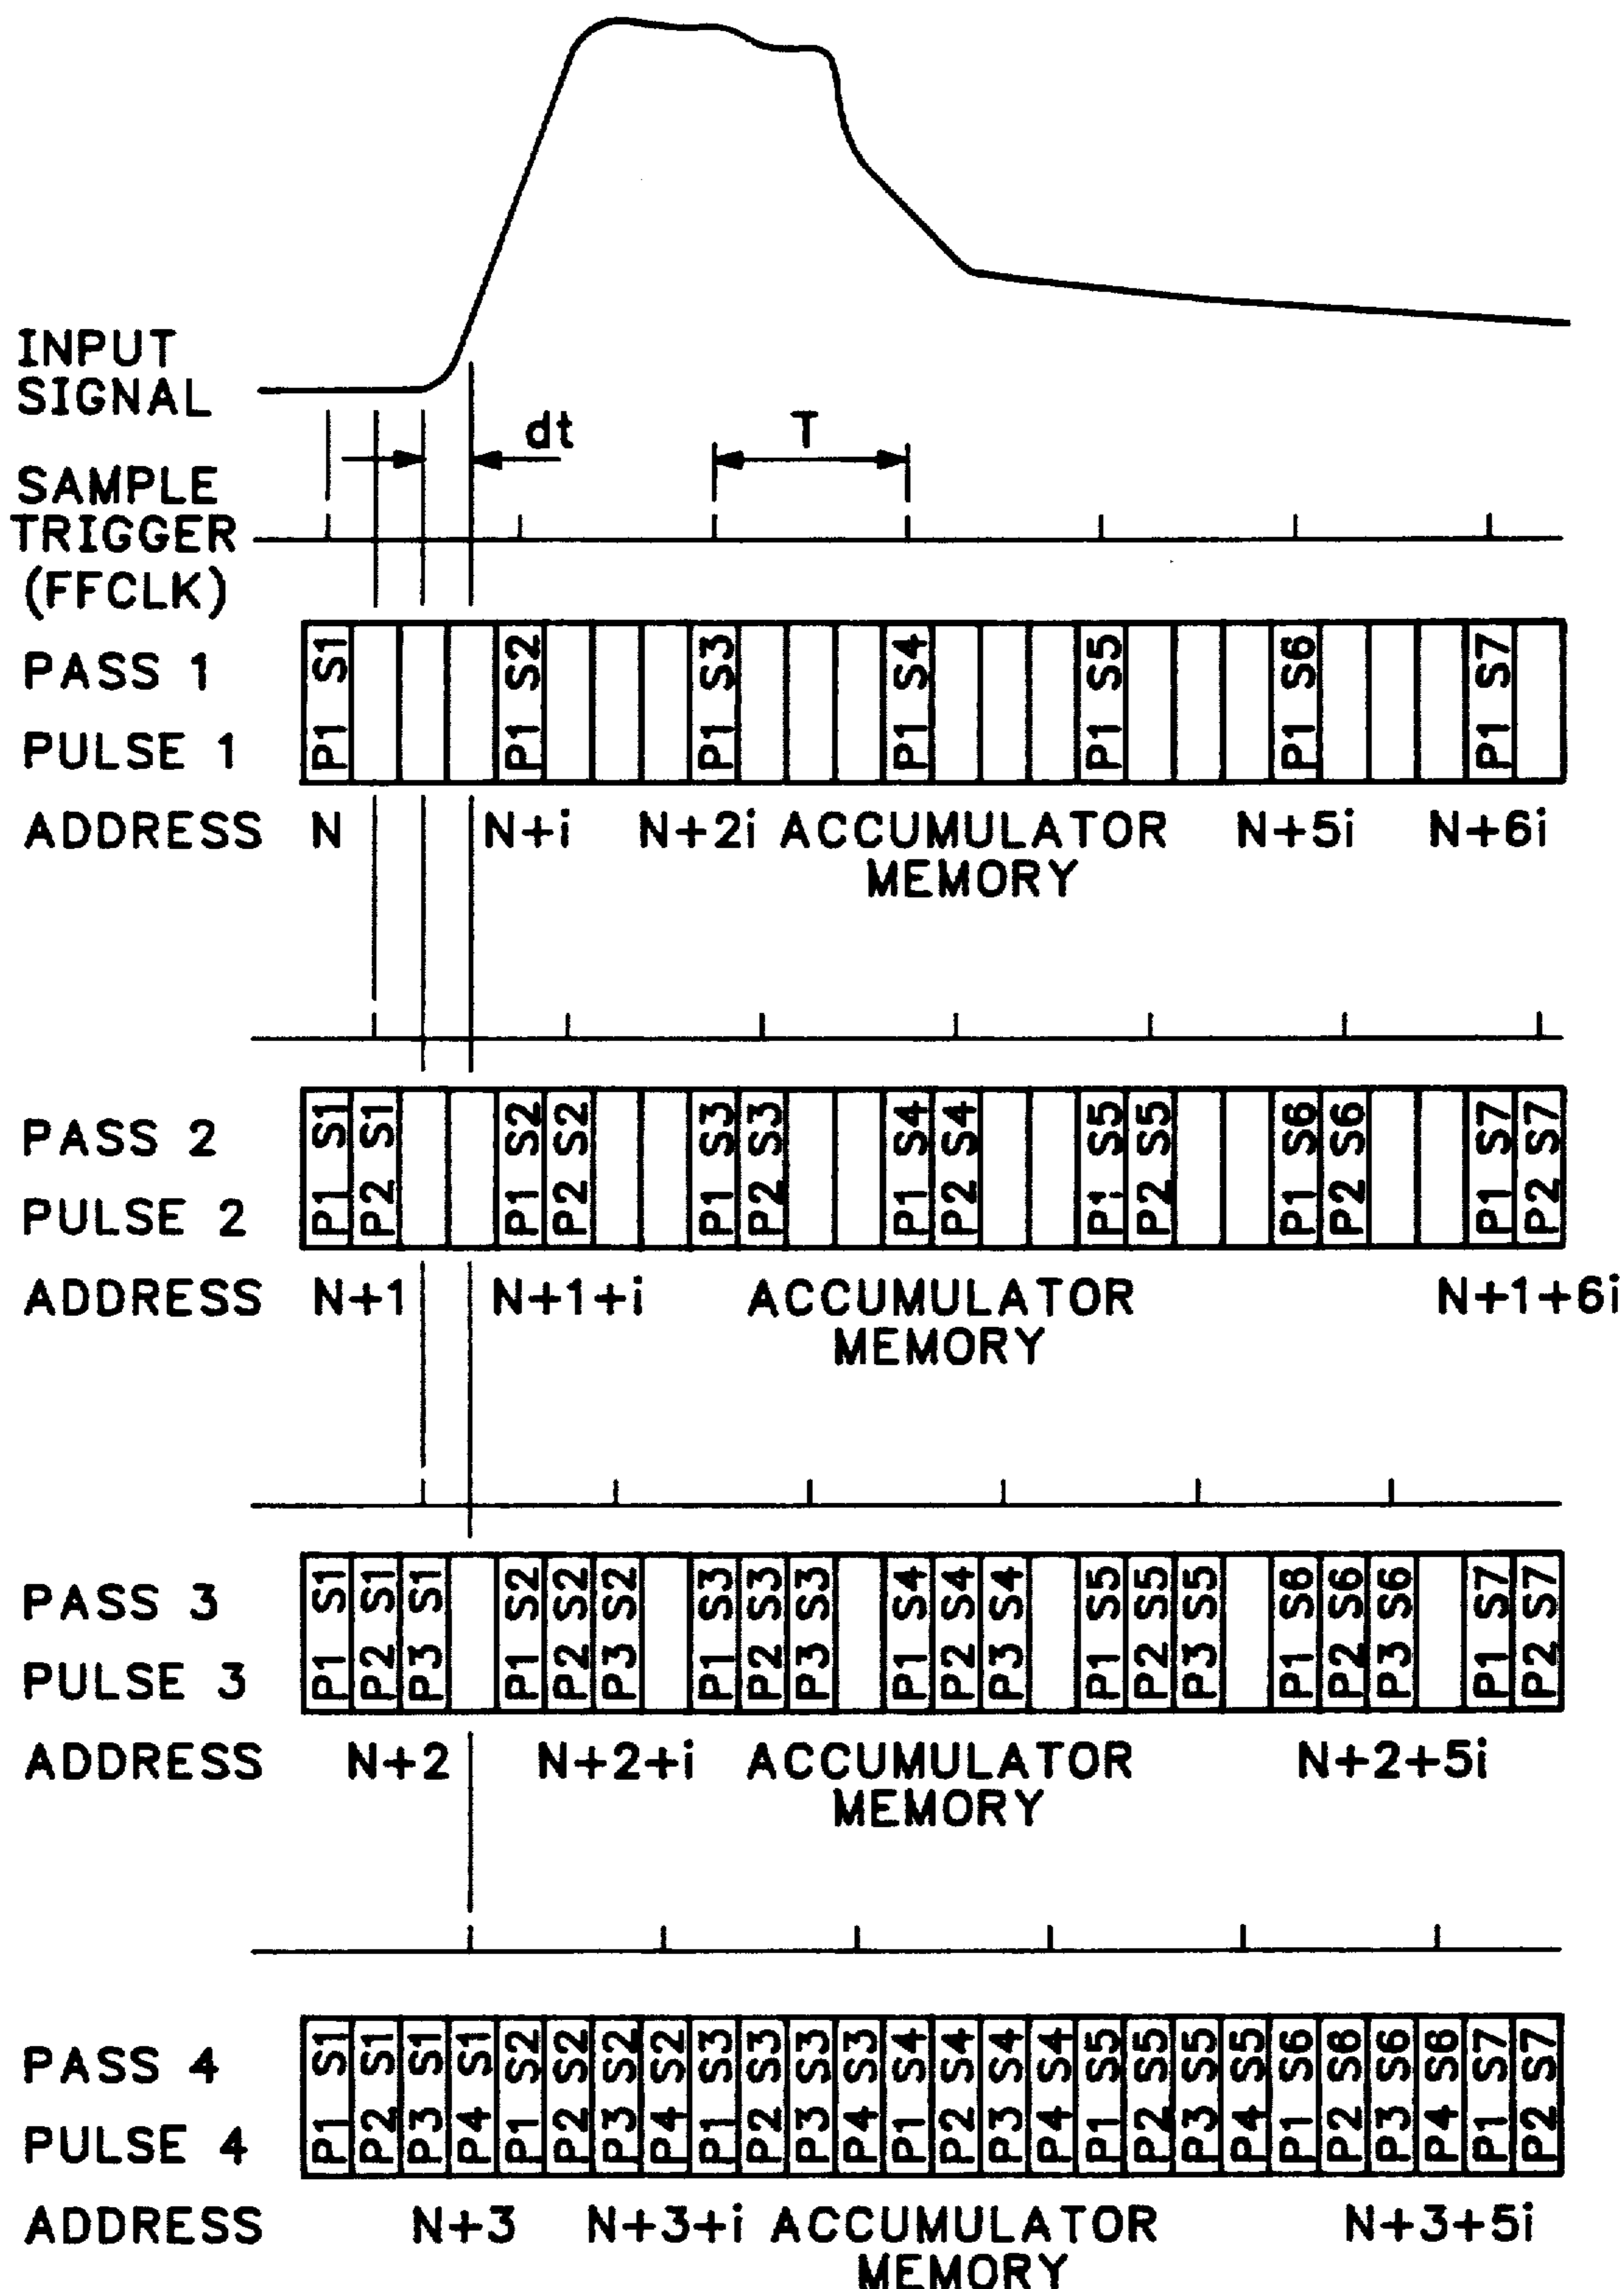 INPUT
SIGNAL
dt
T
SAMPLE
TRIGGER
(FFCLK)
PASS 1
PULSE 1
P1 S1
P1 S2
P1 S3
P1 S4
P1 S5
P1 S6
P1 S7
ADDRESS N N+i N+2i ACCUMULATOR N+5i N+6i
MEMORY
PASS 2
PULSE 2
P1 S1
P2 S1
P1 S2
P2 S2
P1 S3
P2 S3
P1 S4
P2 S4
P1 S5
P2 S5
P1 S6
P2 S6
P1 S7
P2 S7
ADDRESS N+1 N+1+i ACCUMULATOR N+1+6i
MEMORY
PASS 3
PULSE 3
P1 S1
P2 S1
P3 S1
P1 S2
P2 S2
P3 S2
P1 S3
P2 S3
P3 S3
P1 S4
P2 S4
P3 S4
P1 S5
P2 S5
P3 S5
P1 S6
P2 S6
P3 S6
P1 S7
P2 S7
ADDRESS N+2 N+2+i ACCUMULATOR N+2+5i
MEMORY
PASS 4
PULSE 4
P1 S1
P2 S1
P3 S1
P4 S1
P1 S2
P2 S2
P3 S2
P4 S2
P1 S3
P2 S3
P3 S3
P4 S3
P1 S4
P2 S4
P3 S4
P4 S4
P1 S5
P2 S5
P3 S5
P4 S5
P1 S6
P2 S6
P3 S6
P4 S6
P1 S7
P2 S7
ADDRESS N+3 N+3+i ACCUMULATOR N+3+5i
MEMORY